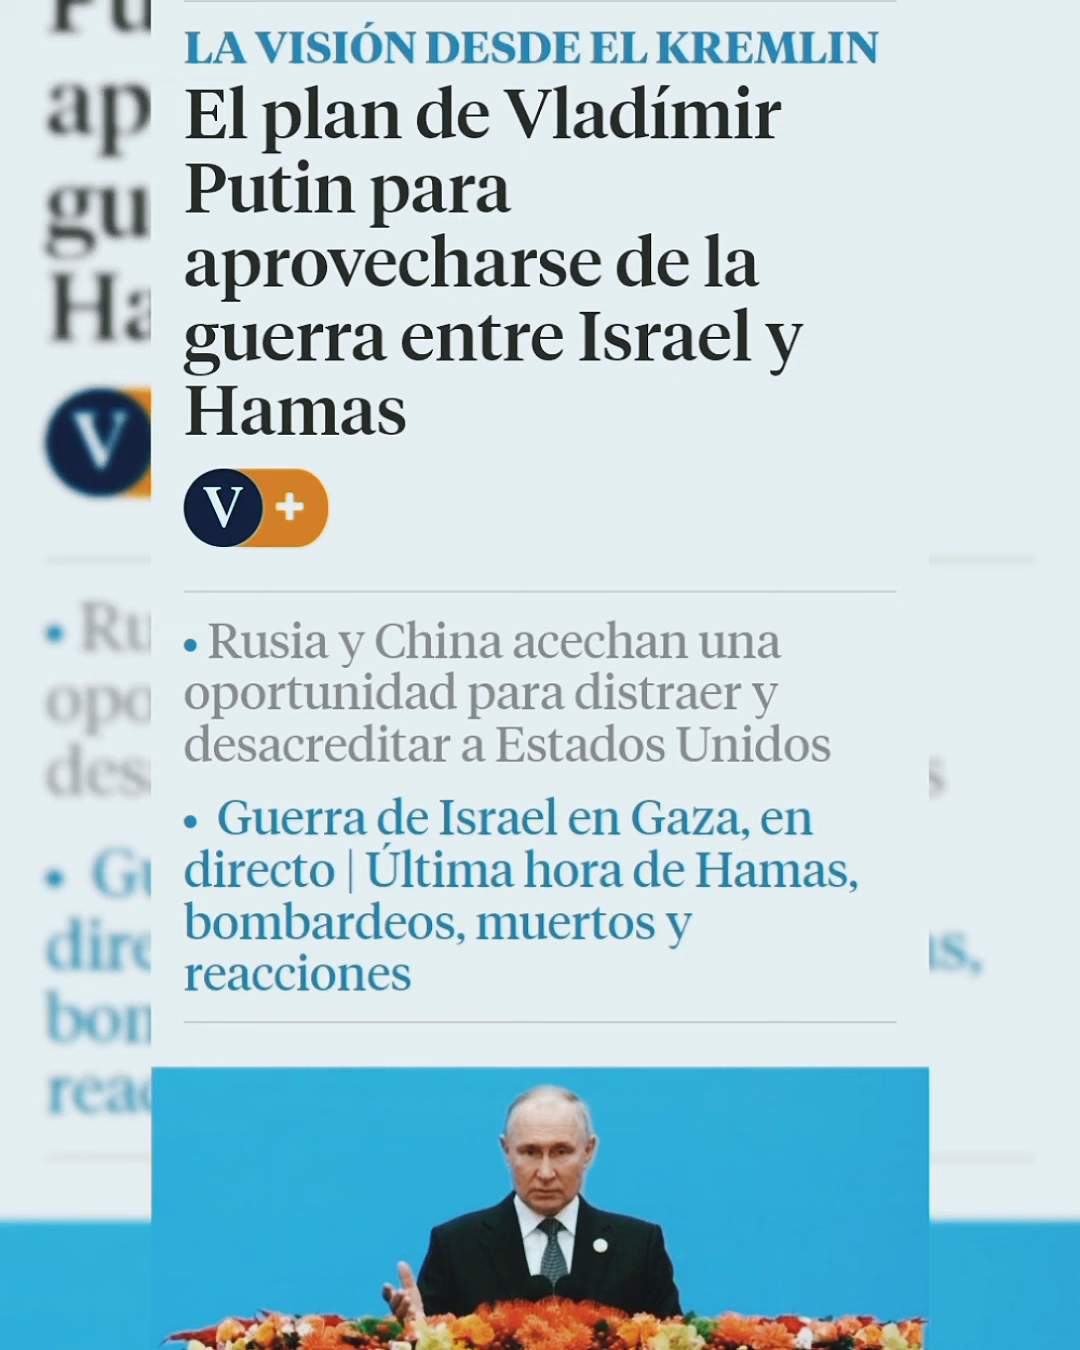 LA VISIÓN DESDE EL KREMLIN
El plan de Vladímir
Putin para
aprovecharse de la
guerra entre Israel y
Hamas
V +
• Rusia y China acechan una
oportunidad para distraer y
desacreditar a Estados Unidos
• Guerra de Israel en Gaza, en
directo | Última hora de Hamas,
bombardeos, muertos y
reacciones